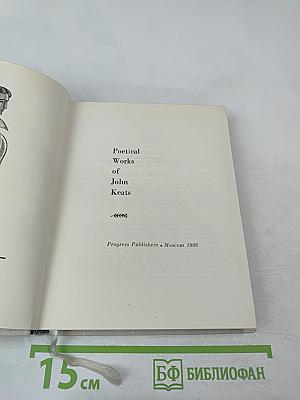 Poetical
Works
of
John
Keats
Progress Publishers • Moscow 1966
15 см
БФ БИБЛИОФАН